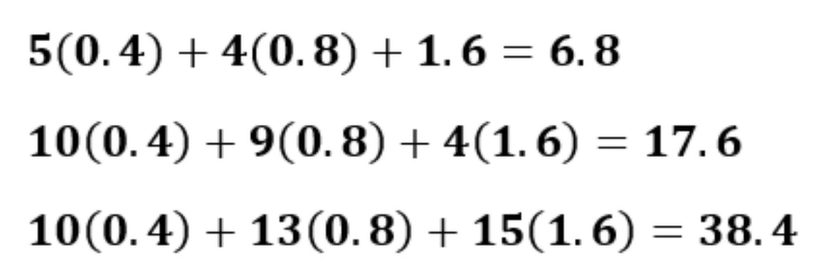 5(0.4) + 4(0.8) + 1.6 = 6.8
10(0.4) + 9(0.8) + 4(1.6) = 17.6
10(0.4) + 13(0.8) + 15(1.6) = 38.4